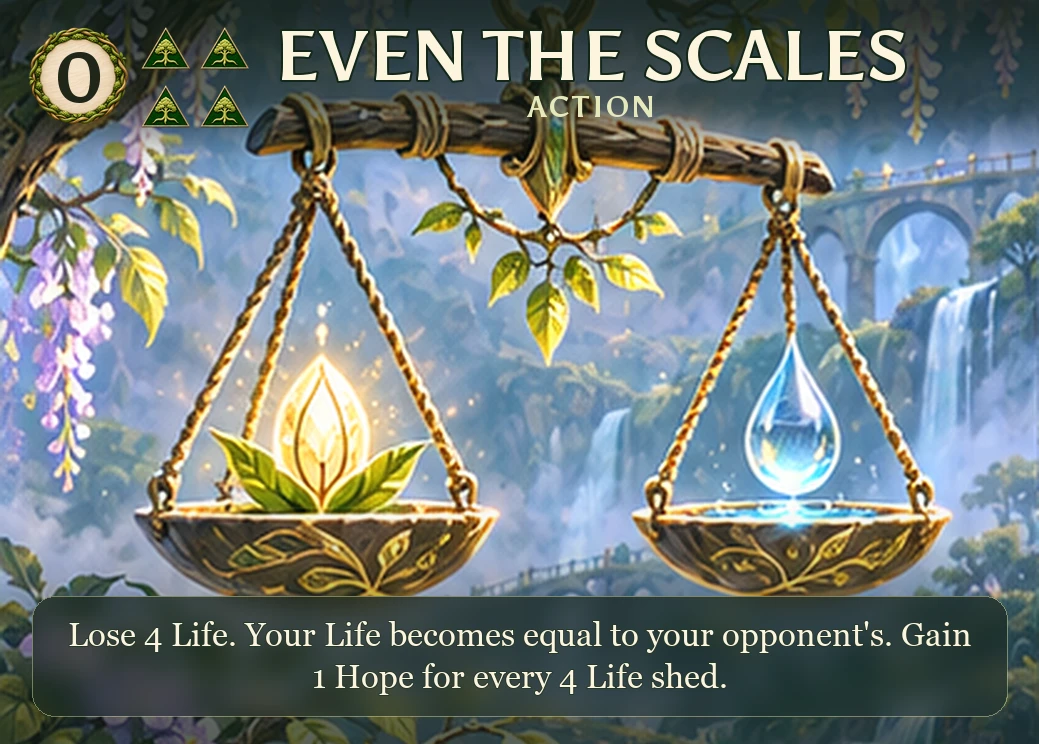 0
EVEN THE SCALES
ACTION
Lose 4 Life. Your Life becomes equal to your opponent's. Gain
1 Hope for every 4 Life shed.